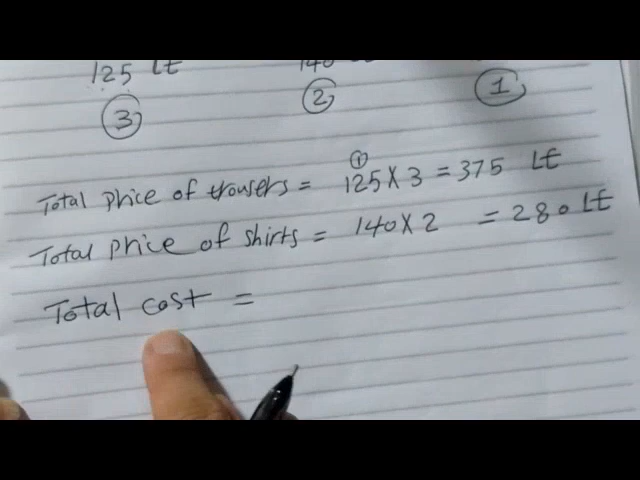 125 Lt 140
3 2 1
Total price of trousers = 125 X 3 = 375 Lt
1
Total price of shirts = 140 X 2 = 280 Lt
Total cost =